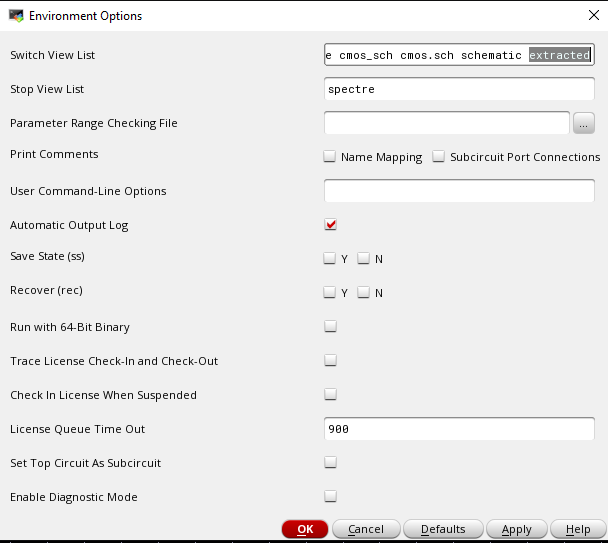 Environment Options
Switch View List e cmos_sch cmos.sch schematic extracted
Stop View List spectre
Parameter Range Checking File ...
Print Comments Name Mapping Subcircuit Port Connections
User Command-Line Options
Automatic Output Log
Save State (ss) Y N
Recover (rec) Y N
Run with 64-Bit Binary
Trace License Check-In and Check-Out
Check In License When Suspended
License Queue Time Out 900
Set Top Circuit As Subcircuit
Enable Diagnostic Mode
OK Cancel Defaults Apply Help